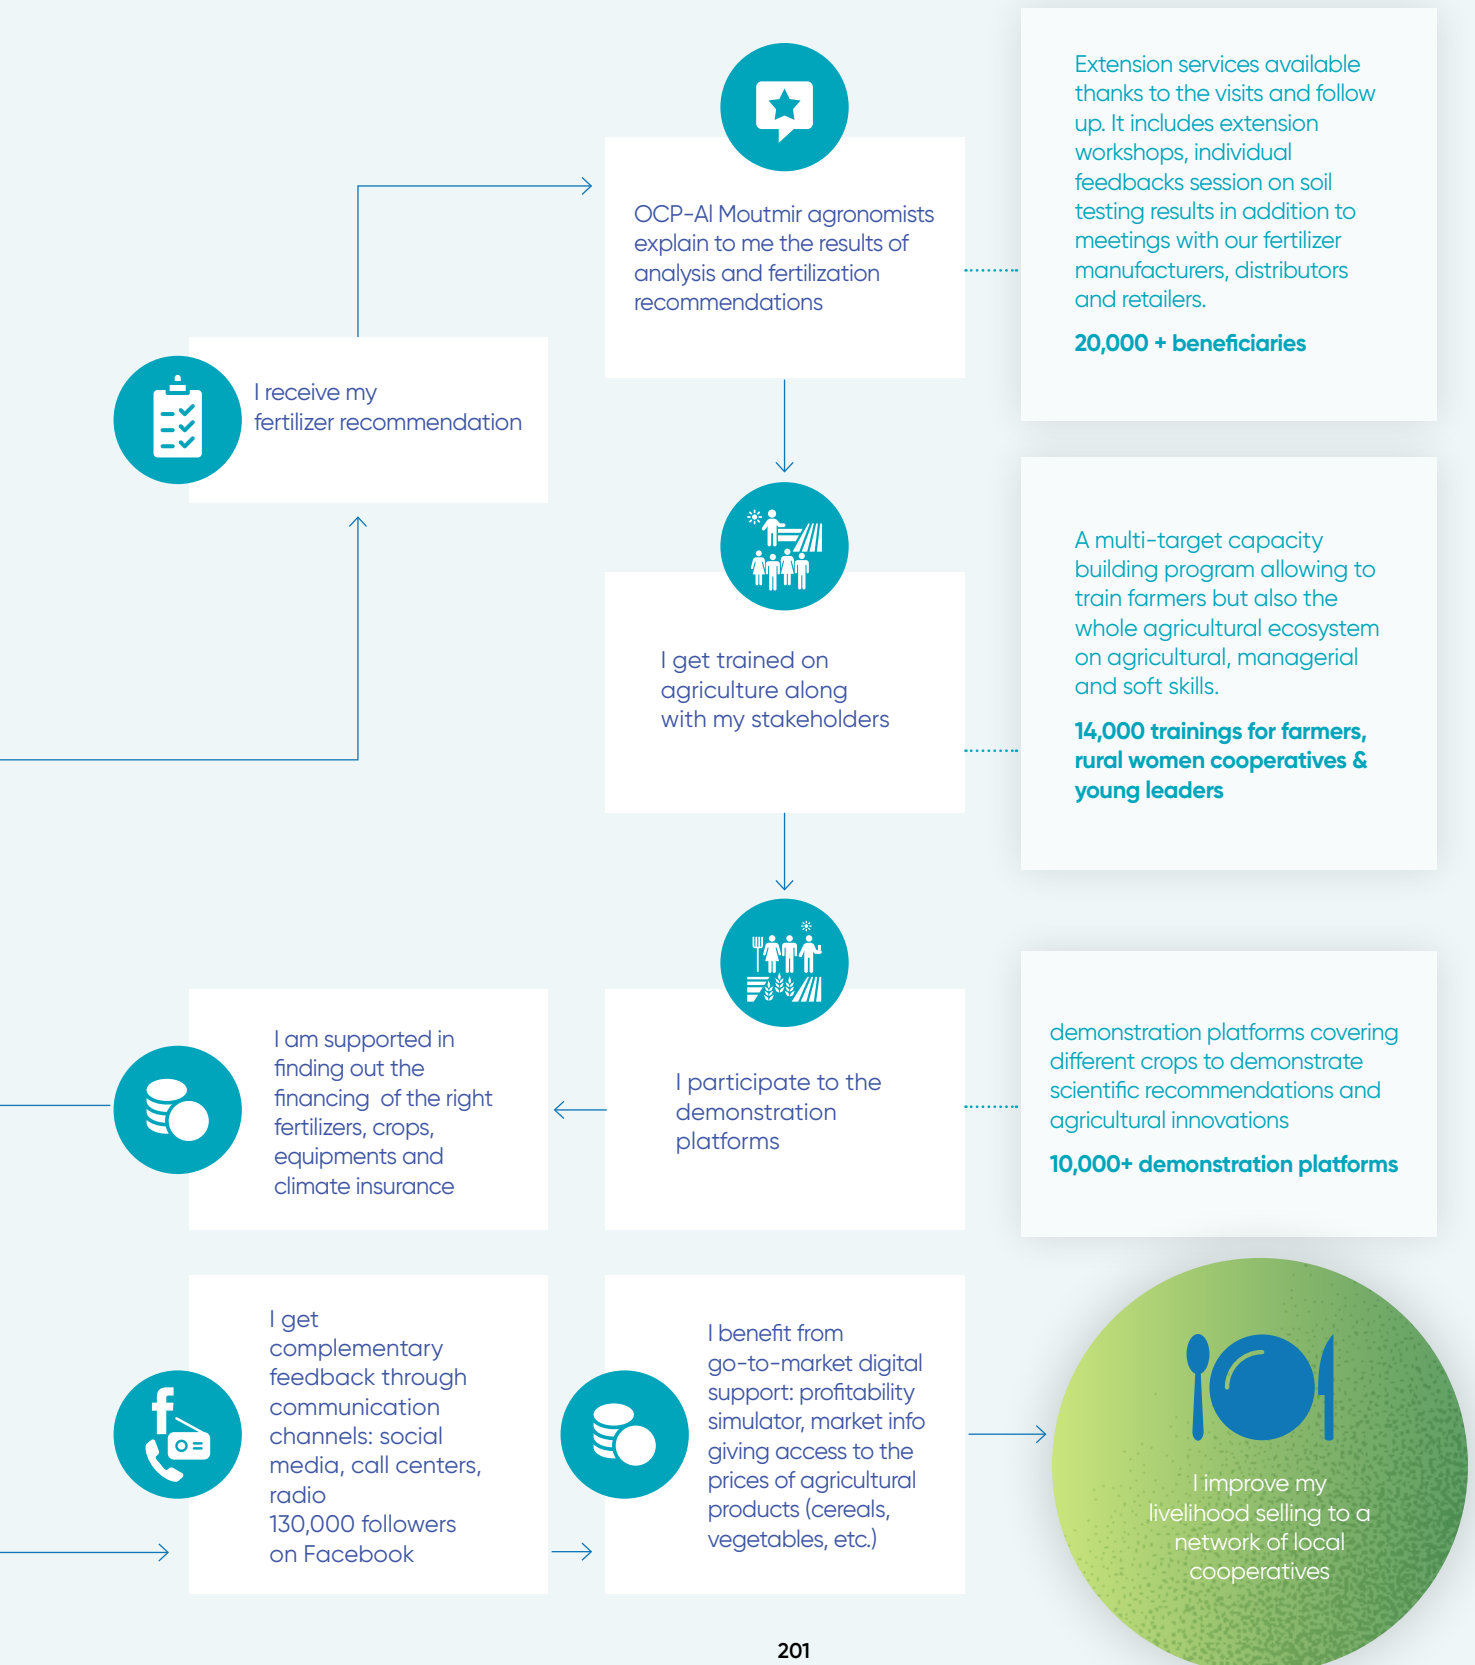 I receive my
fertilizer recommendation
OCP-Al Moutmir agronomists
explain to me the results of
analysis and fertilization
recommendations
Extension services available
thanks to the visits and follow
up. It includes extension
workshops, individual
feedbacks session on soil
testing results in addition to
meetings with our fertilizer
manufacturers, distributors
and retailers.
20,000 + beneficiaries
I get trained on
agriculture along
with my stakeholders
A multi-target capacity
building program allowing to
train farmers but also the
whole agricultural ecosystem
on agricultural, managerial
and soft skills.
14,000 trainings for farmers,
rural women cooperatives &
young leaders
I participate to the
demonstration
platforms
demonstration platforms covering
different crops to demonstrate
scientific recommendations and
agricultural innovations
10,000+ demonstration platforms
I am supported in
finding out the
financing of the right
fertilizers, crops,
equipments and
climate insurance
I get
complementary
feedback through
communication
channels: social
media, call centers,
radio
130,000 followers
on Facebook
I benefit from
go-to-market digital
support: profitability
simulator, market info
giving access to the
prices of agricultural
products (cereals,
vegetables, etc.)
I improve my
livelihood selling to a
network of local
cooperatives
201